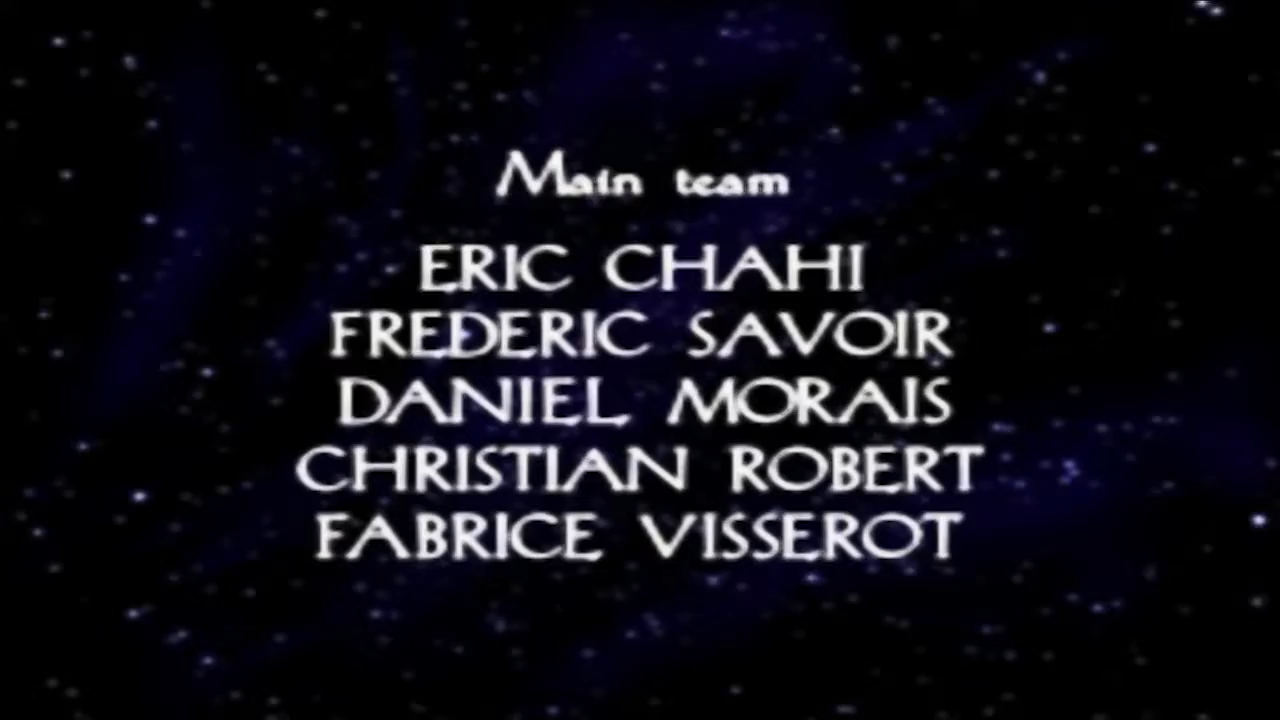 Main team
ERIC CHAHI
FREDERIC SAVOIR
DANIEL MORAIS
CHRISTIAN ROBERT
FABRICE VISSEROT